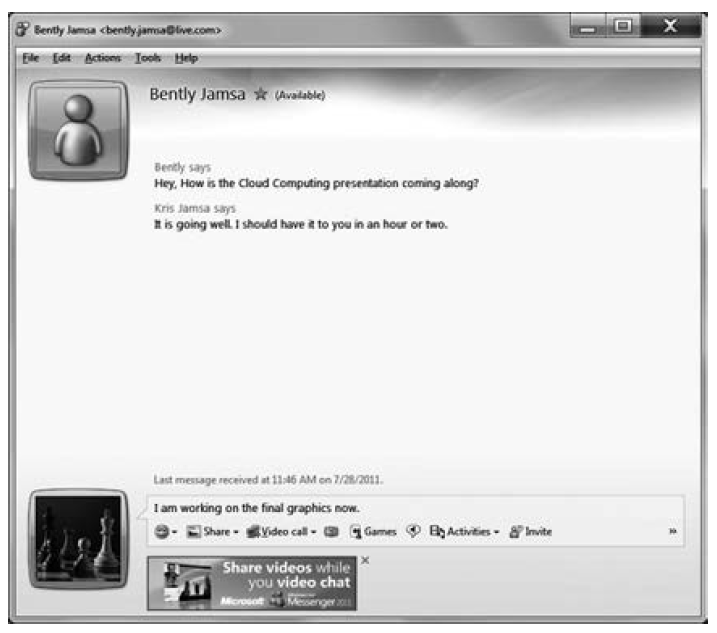 Bently Jamsa <bently.jamsa@live.com>
File Edit Actions Tools Help
Bently Jamsa (Available)
Bently says
Hey, How is the Cloud Computing presentation coming along?
Kris Jamsa says
It is going well. I should have it to you in an hour or two.
Last message received at 11:46 AM on 7/28/2011.
I am working on the final graphics now.
Share Video call Games Activities Invite »
Share videos while
you video chat
Microsoft Messenger 2011